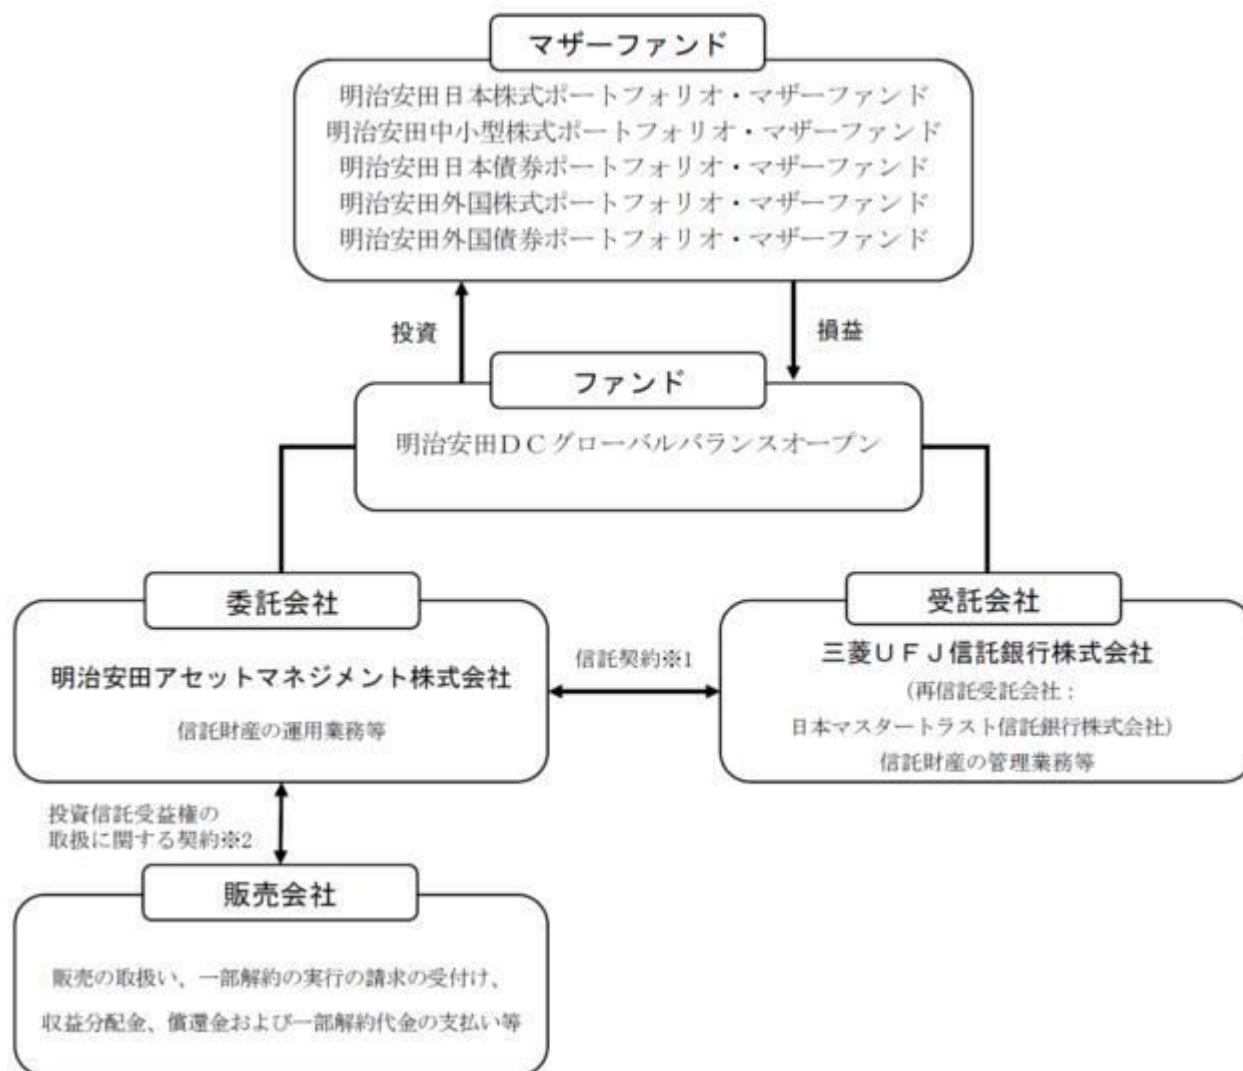 マザーファンド
明治安田日本株式ポートフォリオ・マザーファンド
明治安田中小型株式ポートフォリオ・マザーファンド
明治安田日本債券ポートフォリオ・マザーファンド
明治安田外国株式ポートフォリオ・マザーファンド
明治安田外国債券ポートフォリオ・マザーファンド
投資
損益
ファンド
明治安田DCグローバルバランスオープン
委託会社
明治安田アセットマネジメント株式会社
信託財産の運用業務等
信託契約※1
受託会社
三菱UFJ信託銀行株式会社
(再信託受託会社:
日本マスタートラスト信託銀行株式会社)
信託財産の管理業務等
投資信託受益権の
取扱に関する契約※2
販売会社
販売の取扱い、一部解約の実行の請求の受付け、
収益分配金、償還金および一部解約代金の支払い等